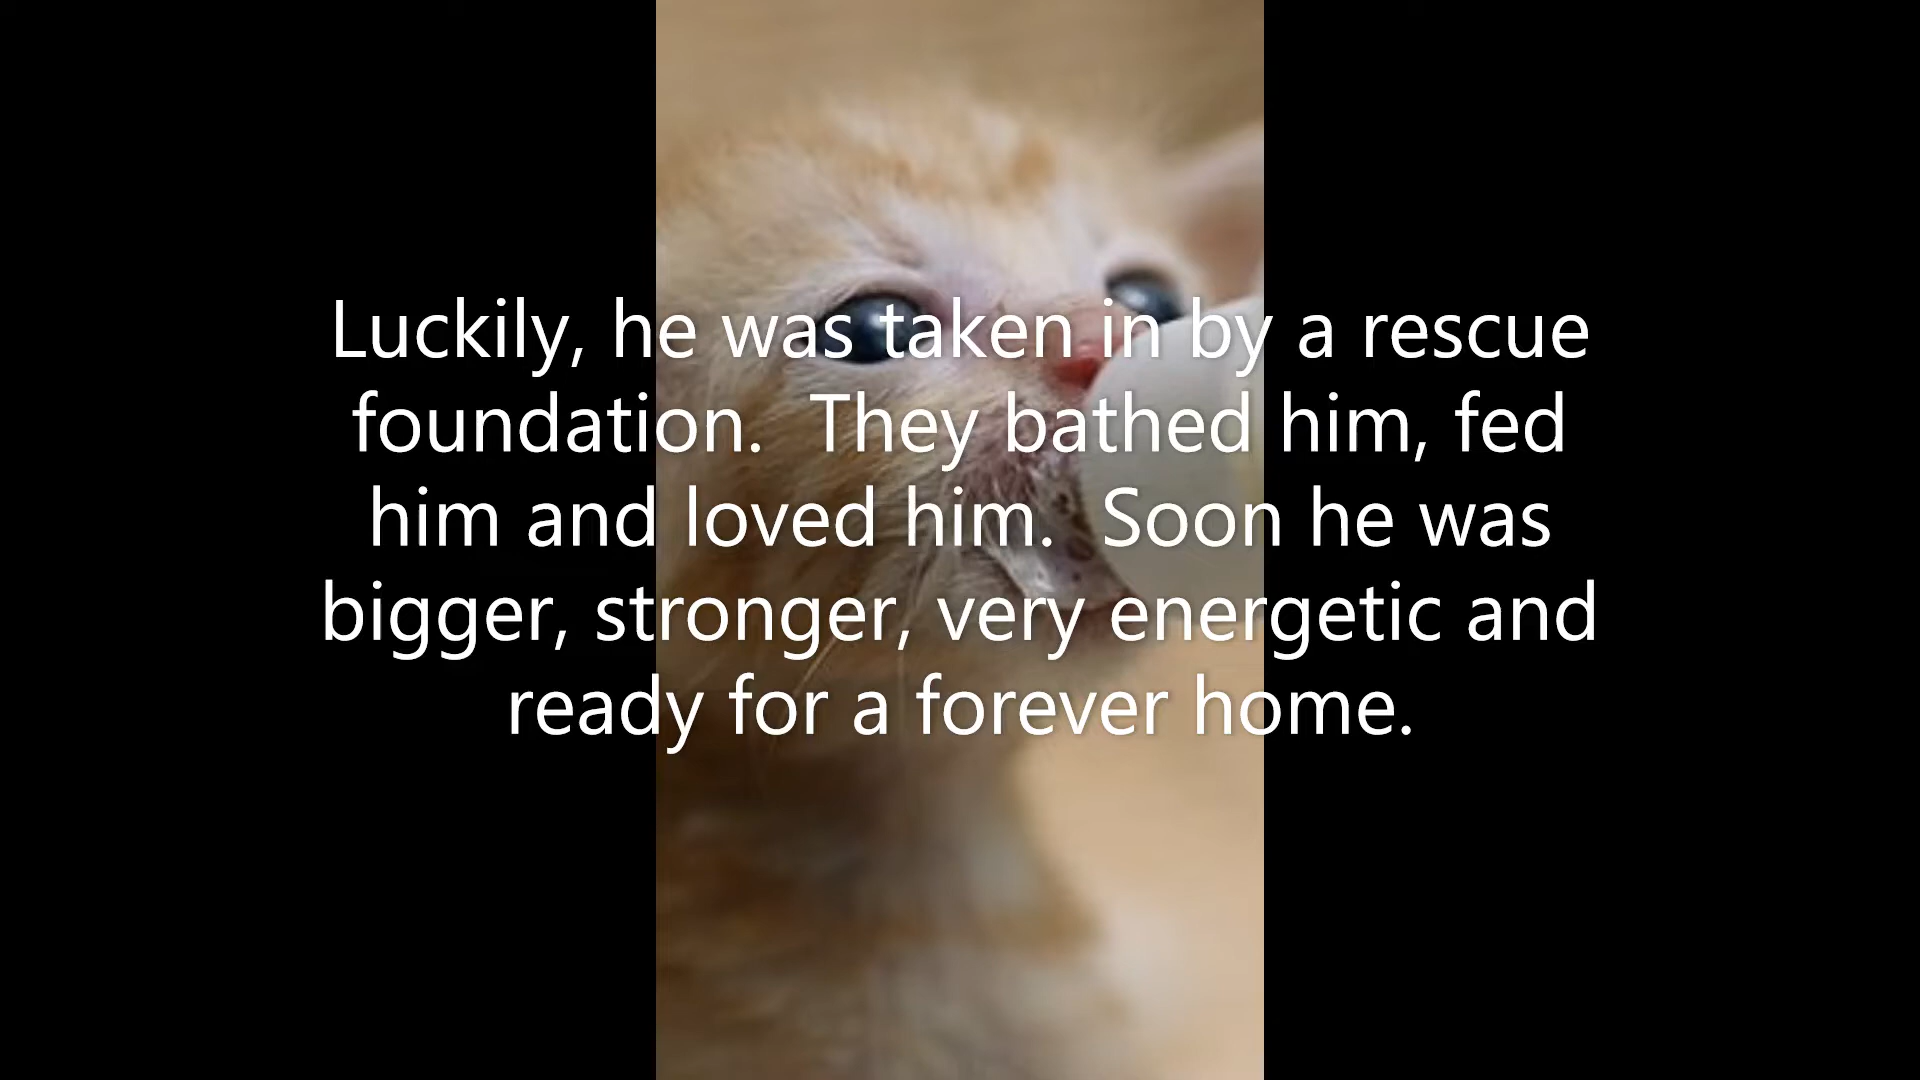 Luckily, he was taken in by a rescue
foundation.  They bathed him, fed
him and loved him.  Soon he was
bigger, stronger, very energetic and
ready for a forever home.